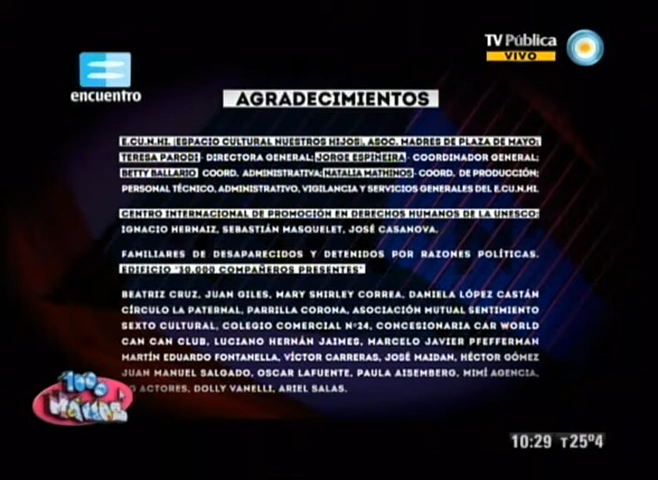 TV Pública
VIVO
encuentro
AGRADECIMIENTOS
E.CU.N.HI. (ESPACIO CULTURAL NUESTROS HIJOS), ASOC. MADRES DE PLAZA DE MAYO;
TERESA PARODI- DIRECTORA GENERAL; JORGE ESPIÑEIRA- COORDINADOR GENERAL;
BETTY BALLARIO COORD. ADMINISTRATIVA; NATALIA MATHINOS- COORD. DE PRODUCCIÓN;
PERSONAL TÉCNICO, ADMINISTRATIVO, VIGILANCIA Y SERVICIOS GENERALES DEL E.CU.N.HI.
CENTRO INTERNACIONAL DE PROMOCIÓN EN DERECHOS HUMANOS DE LA UNESCO:
IGNACIO HERNAIZ, SEBASTIÁN MASQUELET, JOSÉ CASANOVA.
FAMILIARES DE DESAPARECIDOS Y DETENIDOS POR RAZONES POLÍTICAS.
EDIFICIO "30.000 COMPAÑEROS PRESENTES"
BEATRIZ CRUZ, JUAN GILES, MARY SHIRLEY CORREA, DANIELA LÓPEZ CASTÁN
CÍRCULO LA PATERNAL, PARRILLA CORONA, ASOCIACIÓN MUTUAL SENTIMIENTO
SEXTO CULTURAL, COLEGIO COMERCIAL Nº24, CONCESIONARIA CAR WORLD
CAN CAN CLUB, LUCIANO HERNÁN JAIMES, MARCELO JAVIER PFEFFERMAN
MARTÍN EDUARDO FONTANELLA, VÍCTOR CARRERAS, JOSÉ MAIDAN, HÉCTOR GÓMEZ
JUAN MANUEL SALGADO, OSCAR LAFUENTE, PAULA AISEMBERG, MIMÍ AGENCIA,
ACTORES, DOLLY VANELLI, ARIEL SALAS.
10:29 T25º4